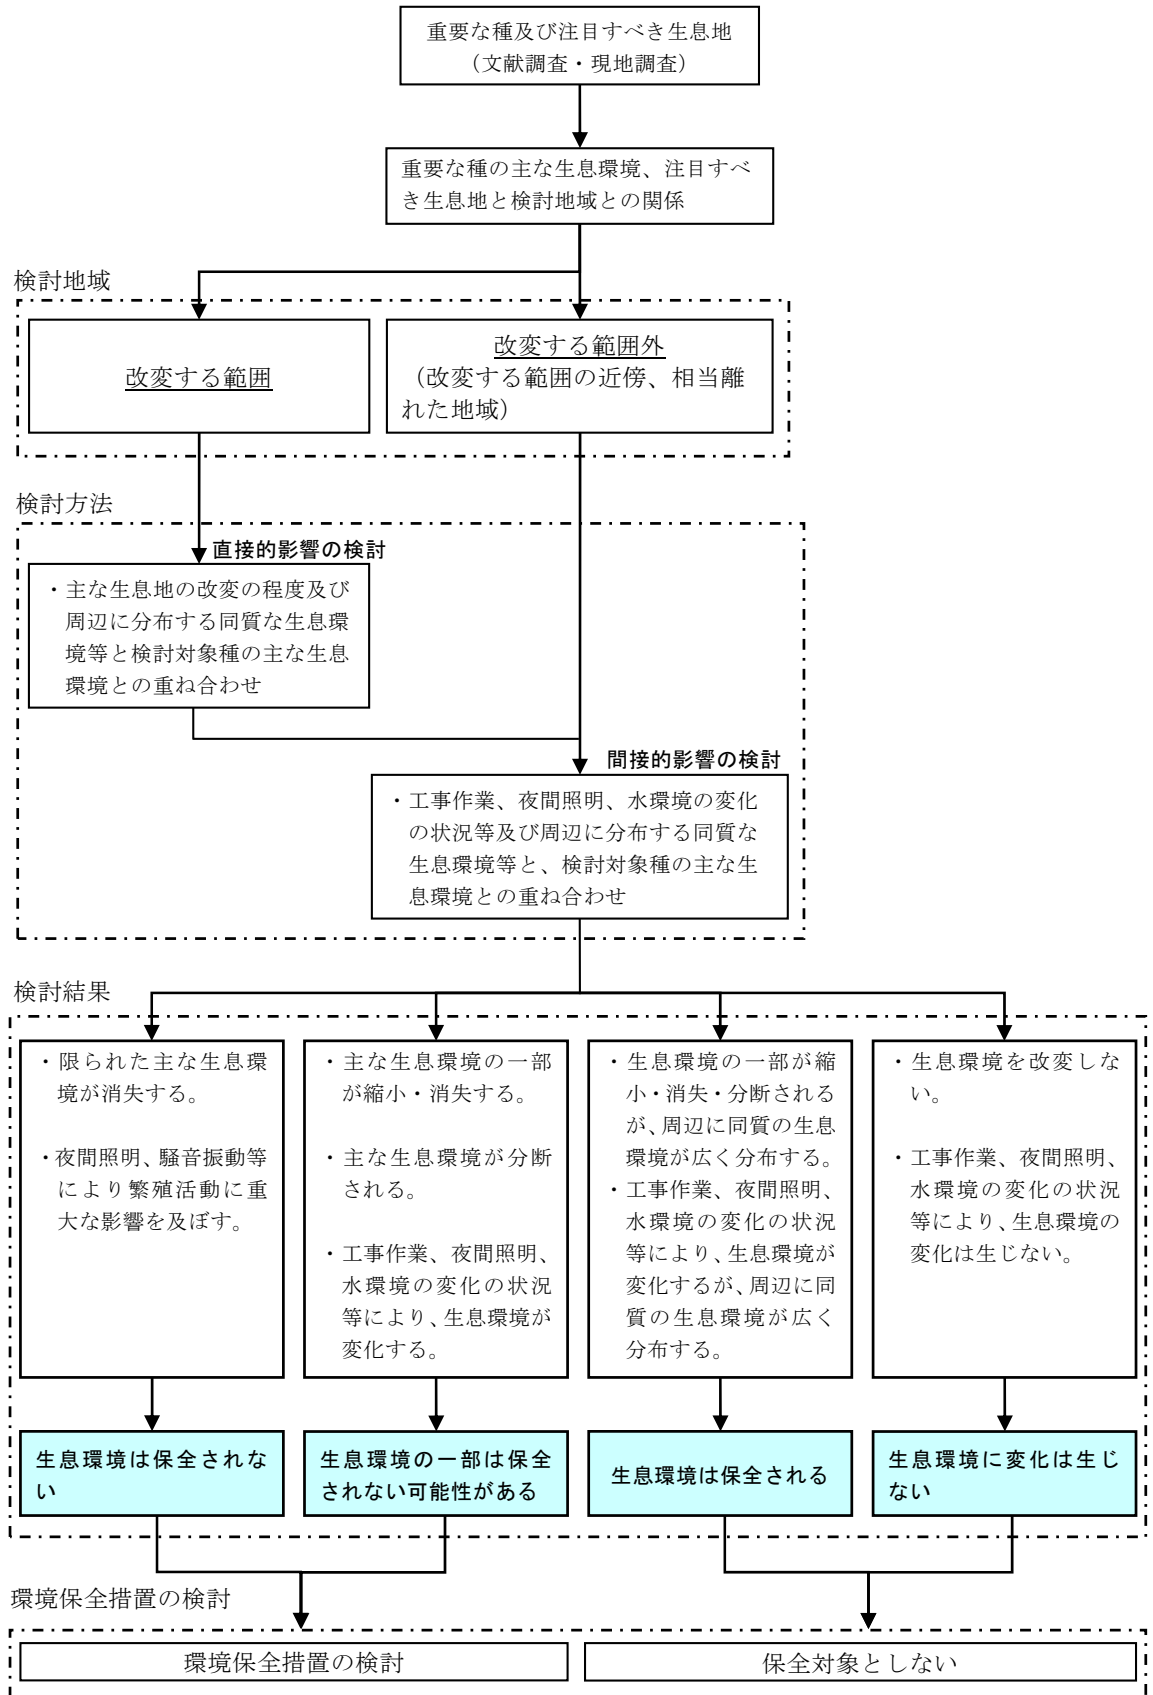 重要な種及び注目すべき生息地
（文献調査・現地調査）
重要な種の主な生息環境、注目すべ
き生息地と検討地域との関係
検討地域
改変する範囲
改変する範囲外
（改変する範囲の近傍、相当離
れた地域）
検討方法
直接的影響の検討
・主な生息地の改変の程度及び
周辺に分布する同質な生息環
境等と検討対象種の主な生息
環境との重ね合わせ
間接的影響の検討
・工事作業、夜間照明、水環境の変化
の状況等及び周辺に分布する同質な
生息環境等と、検討対象種の主な生
息環境との重ね合わせ
検討結果
・限られた主な生息環
境が消失する。
・夜間照明、騒音振動等
により繁殖活動に重
大な影響を及ぼす。
・主な生息環境の一部
が縮小・消失する。
・主な生息環境が分断
される。
・工事作業、夜間照明、
水環境の変化の状況
等により、生息環境が
変化する。
・生息環境の一部が縮
小・消失・分断される
が、周辺に同質の生息
環境が広く分布する。
・工事作業、夜間照明、
水環境の変化の状況
等により、生息環境が
変化するが、周辺に同
質の生息環境が広く
分布する。
・生息環境を改変しな
い。
・工事作業、夜間照明、
水環境の変化の状況
等により、生息環境の
変化は生じない。
生息環境は保全されな
い
生息環境の一部は保全
されない可能性がある
生息環境は保全される
生息環境に変化は生じ
ない
環境保全措置の検討
環境保全措置の検討
保全対象としない